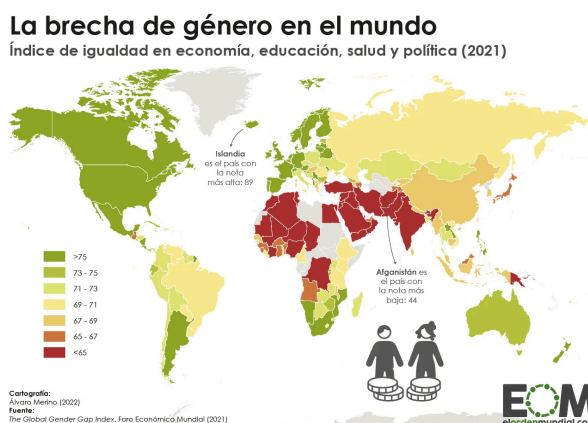 La brecha de género en el mundo
Índice de igualdad en economía, educación, salud y política (2021)
Islandia
es el país con
la nota
más alta: 89
>75
73 - 75
71 - 73
69 - 71
67 - 69
65 - 67
<65
Afganistán es
el país con
la nota más
baja: 44
Cartografía:
Álvaro Merino (2022)
Fuente:
The Global Gender Gap Index, Foro Económico Mundial (2021)
EOM
elordenmundial.co